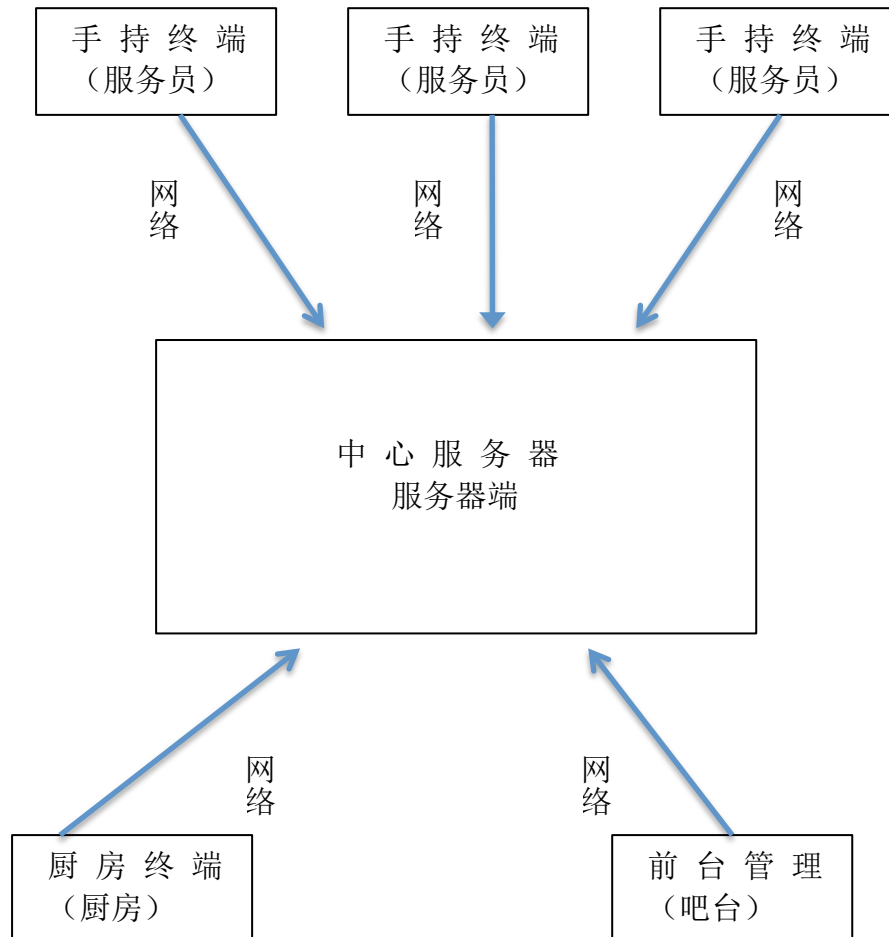 手持终端
（服务员）
手持终端
（服务员）
手持终端
（服务员）
网络
网络
网络
中心服务器
服务器端
网络
网络
厨房终端
（厨房）
前台管理
（吧台）